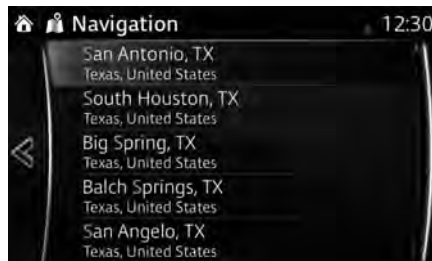 Navigation 12:30
San Antonio, TX
Texas, United States
South Houston, TX
Texas, United States
Big Spring, TX
Texas, United States
Balch Springs, TX
Texas, United States
San Angelo, TX
Texas, United States